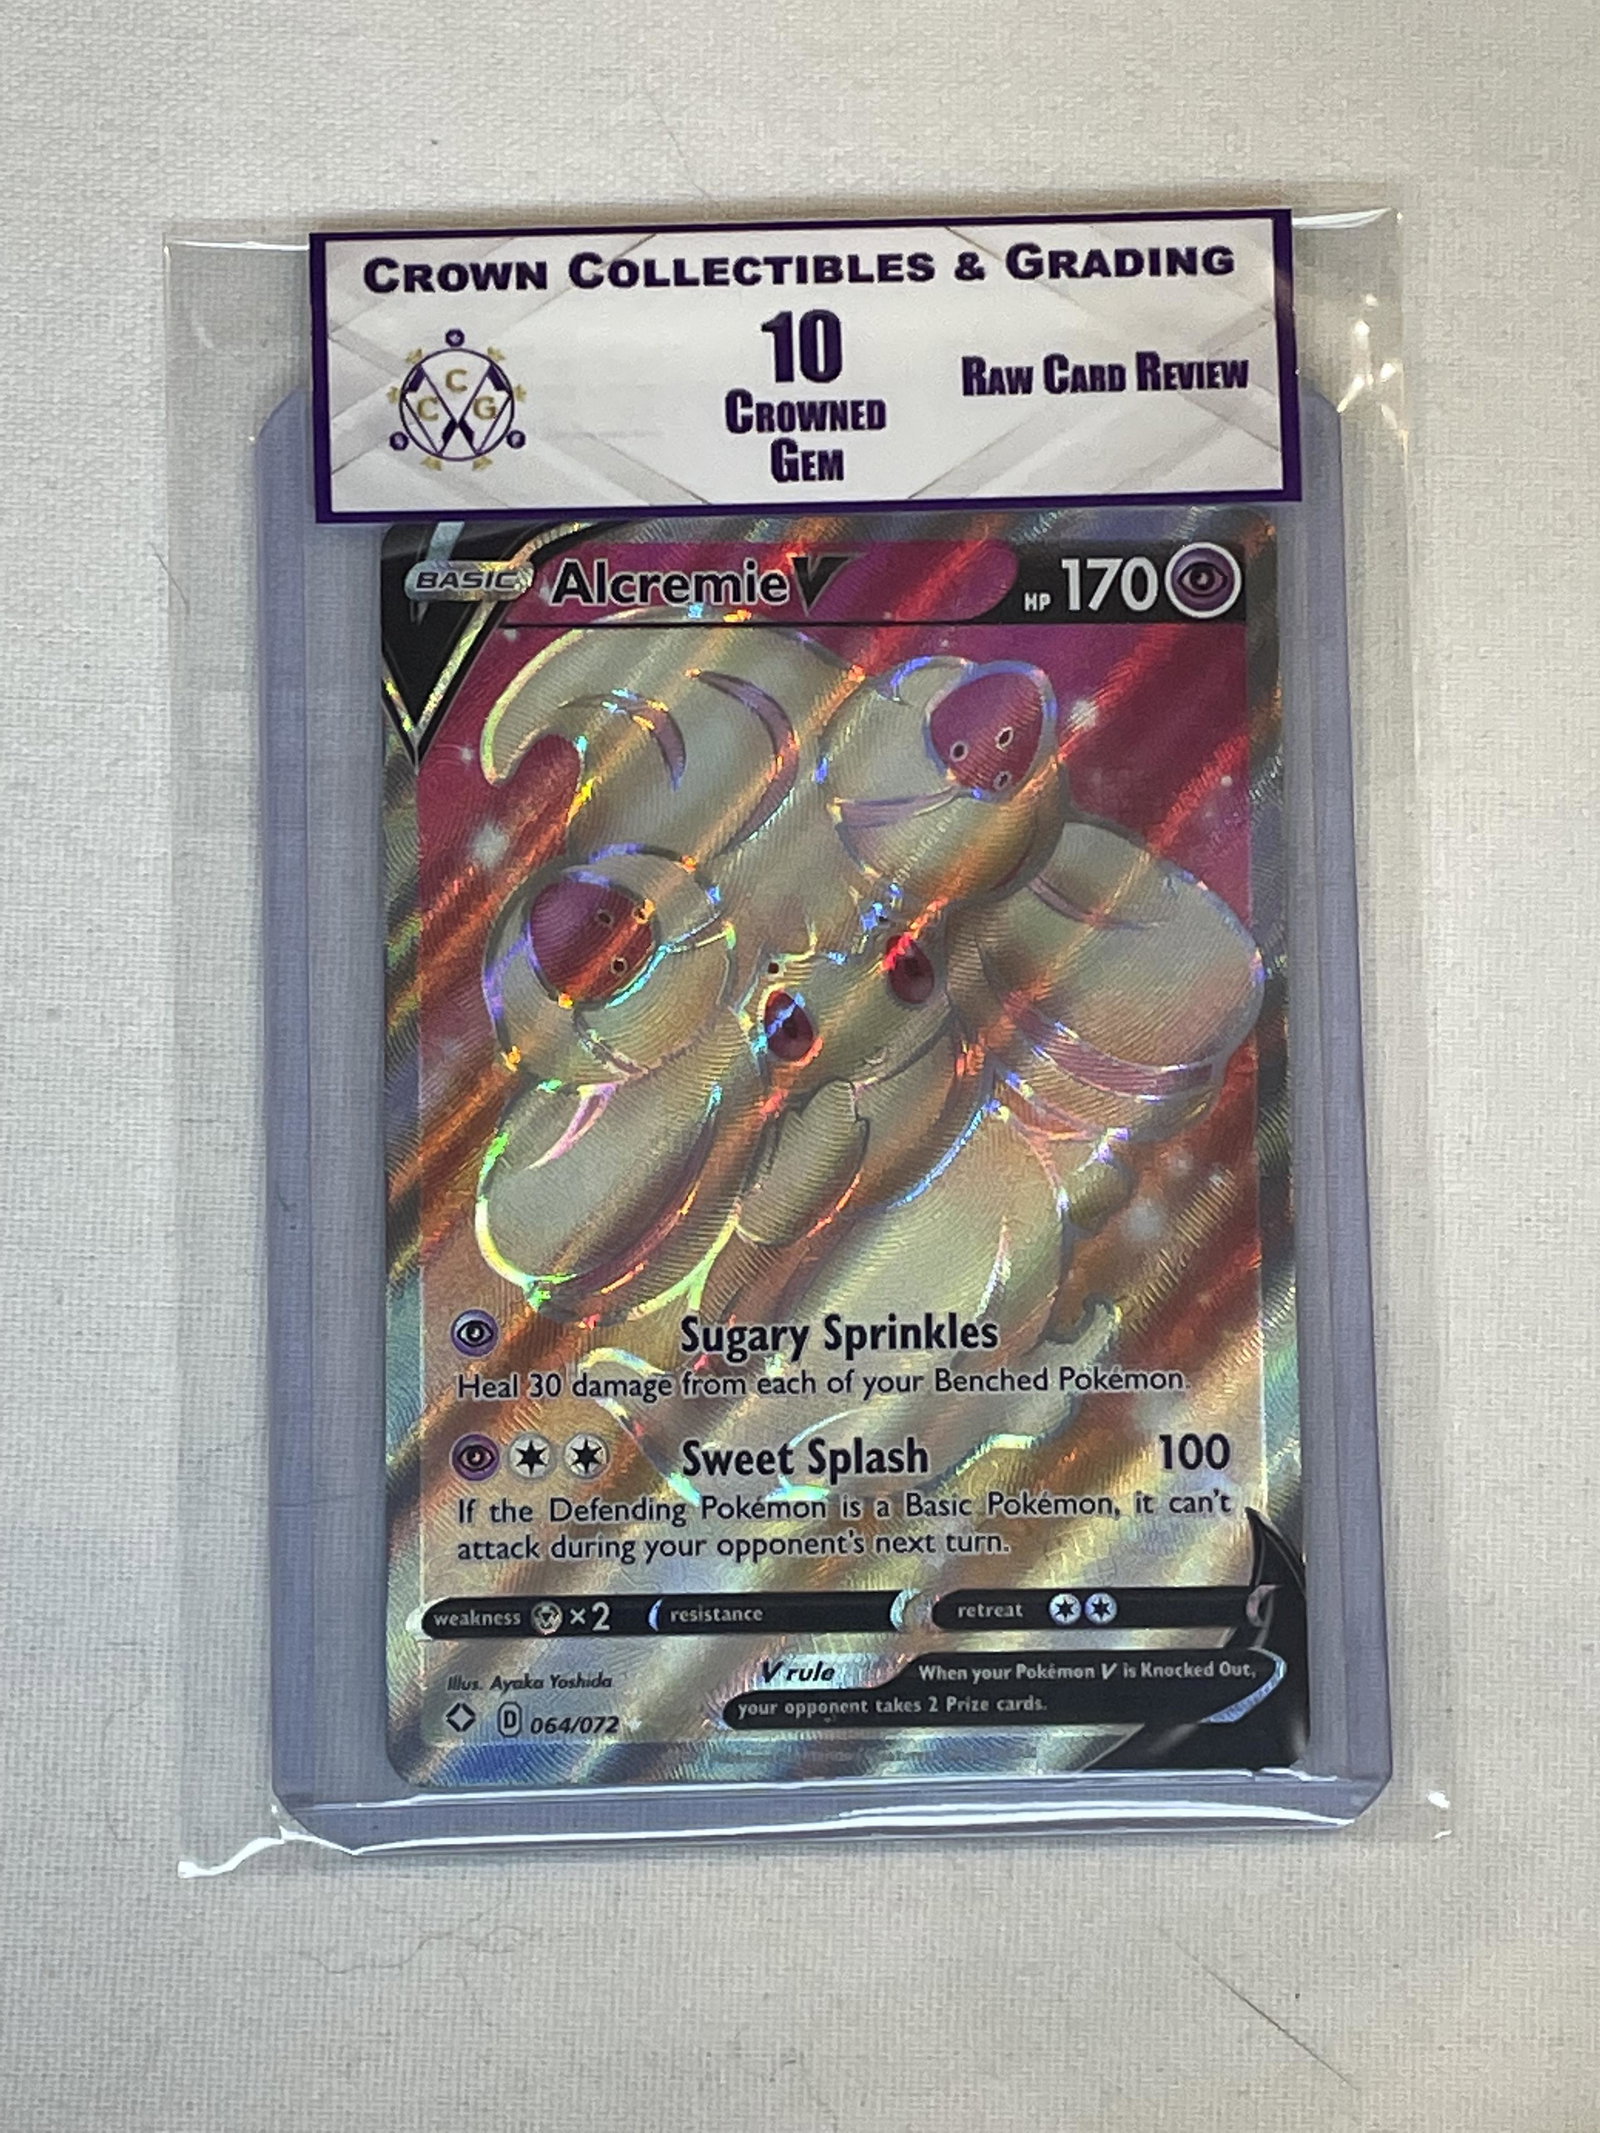 CROWN COLLECTIBLES & GRADING
C
C G
10
CROWNED
GEM
RAW CARD REVIEW
BASIC Alcremie V HP 170
Sugary Sprinkles
Heal 30 damage from each of your Benched Pokémon.
Sweet Splash 100
If the Defending Pokémon is a Basic Pokémon, it can't
attack during your opponent's next turn.
weakness ×2 resistance retreat
Illus. Ayaka Yoshida
V rule When your Pokémon V is Knocked Out,
your opponent takes 2 Prize cards.
D 064/072